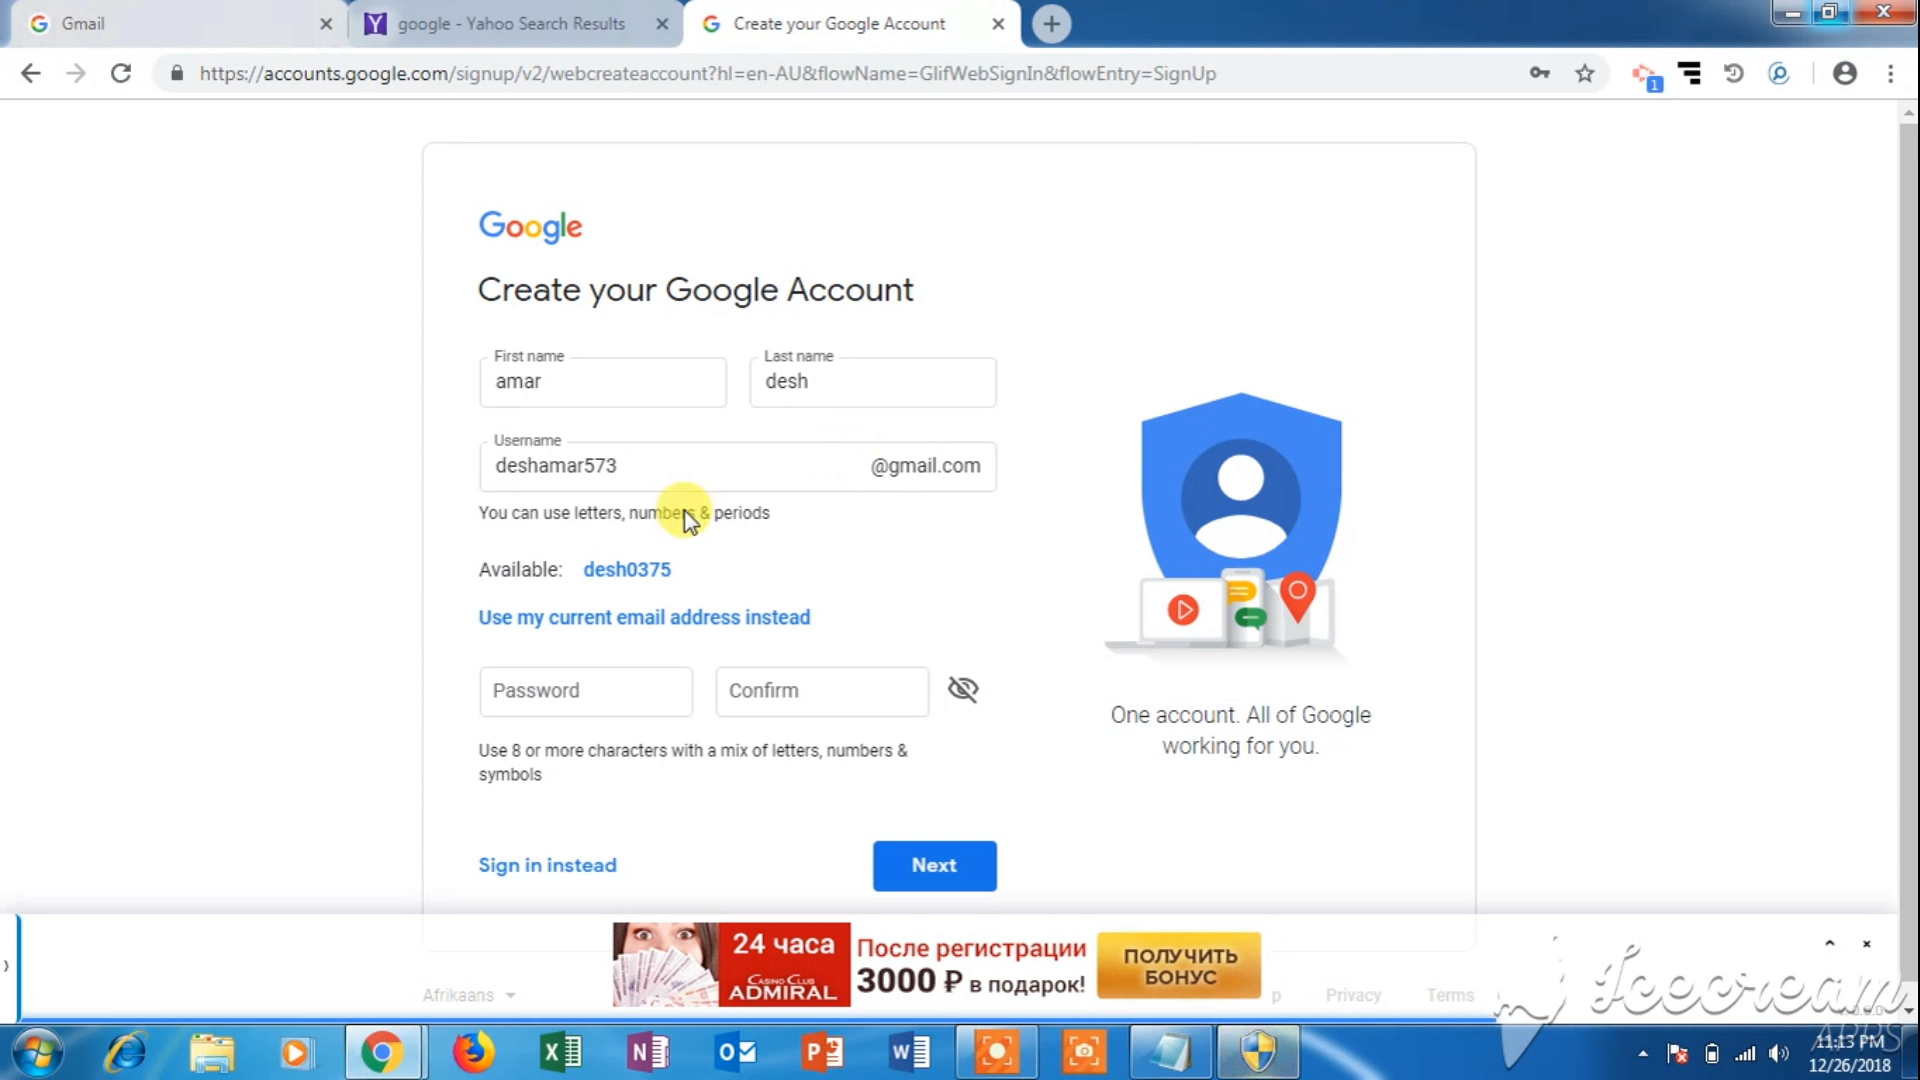 Gmail
google - Yahoo Search Results
Create your Google Account
https://accounts.google.com/signup/v2/webcreateaccount?hl=en-AU&flowName=GlifWebSignIn&flowEntry=SignUp
1
Google
Create your Google Account
First name
Last name
amar
desh
Username
deshamar573
@gmail.com
You can use letters, numbers & periods
Available: desh0375
Use my current email address instead
Password
Confirm
Use 8 or more characters with a mix of letters, numbers &
symbols
One account. All of Google
working for you.
Sign in instead
Next
24 часа
CASINO CLUB
ADMIRAL
После регистрации
3000 ₽ в подарок!
ПОЛУЧИТЬ
БОНУС
Afrikaans
p
Privacy
Terms
Icecream
APPS
11:13 PM
12/26/2018